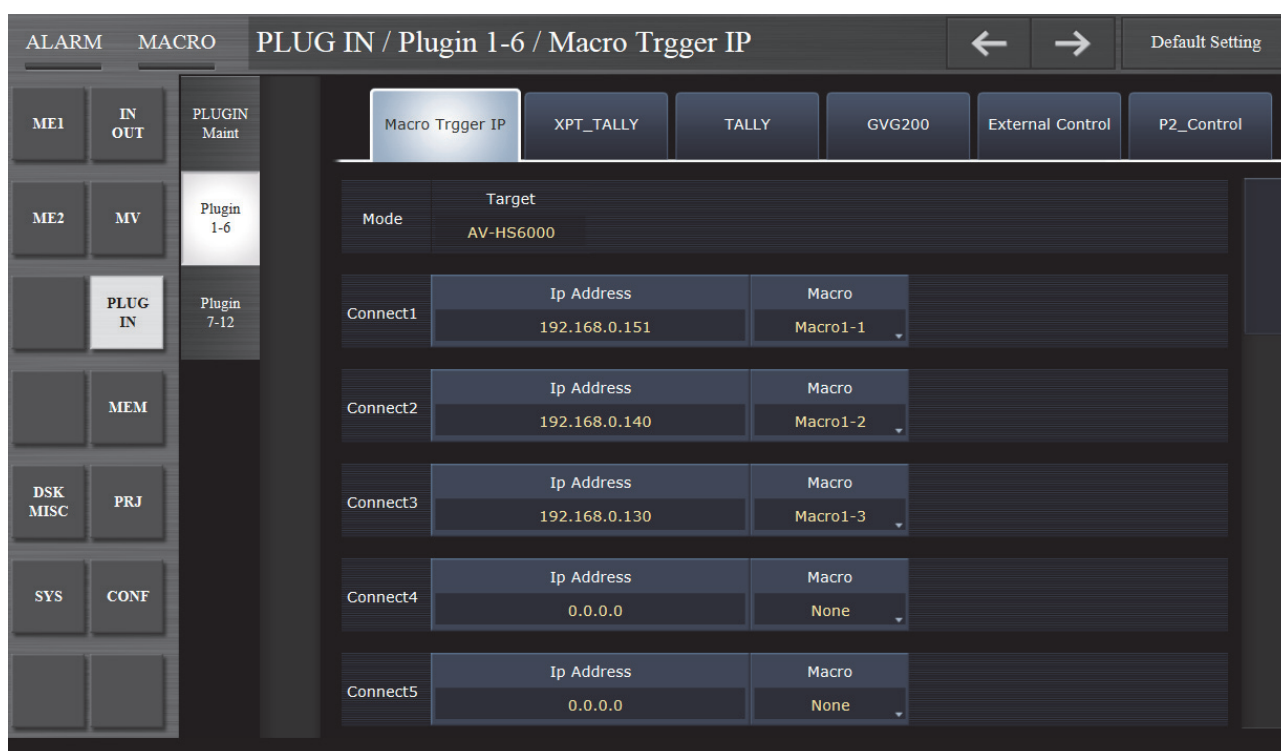 ALARM MACRO PLUG IN / Plugin 1-6 / Macro Trgger IP Default Setting
ME1
IN
OUT
PLUGIN
Maint
Macro Trgger IP XPT_TALLY TALLY GVG200 External Control P2_Control
ME2
MV
Plugin
1-6
Mode
Target
AV-HS6000
PLUG
IN
Plugin
7-12
Connect1
Ip Address Macro
192.168.0.151 Macro1-1
MEM
Connect2
Ip Address Macro
192.168.0.140 Macro1-2
DSK
MISC
PRJ
Connect3
Ip Address Macro
192.168.0.130 Macro1-3
SYS CONF
Connect4
Ip Address Macro
0.0.0.0 None
Connect5
Ip Address Macro
0.0.0.0 None